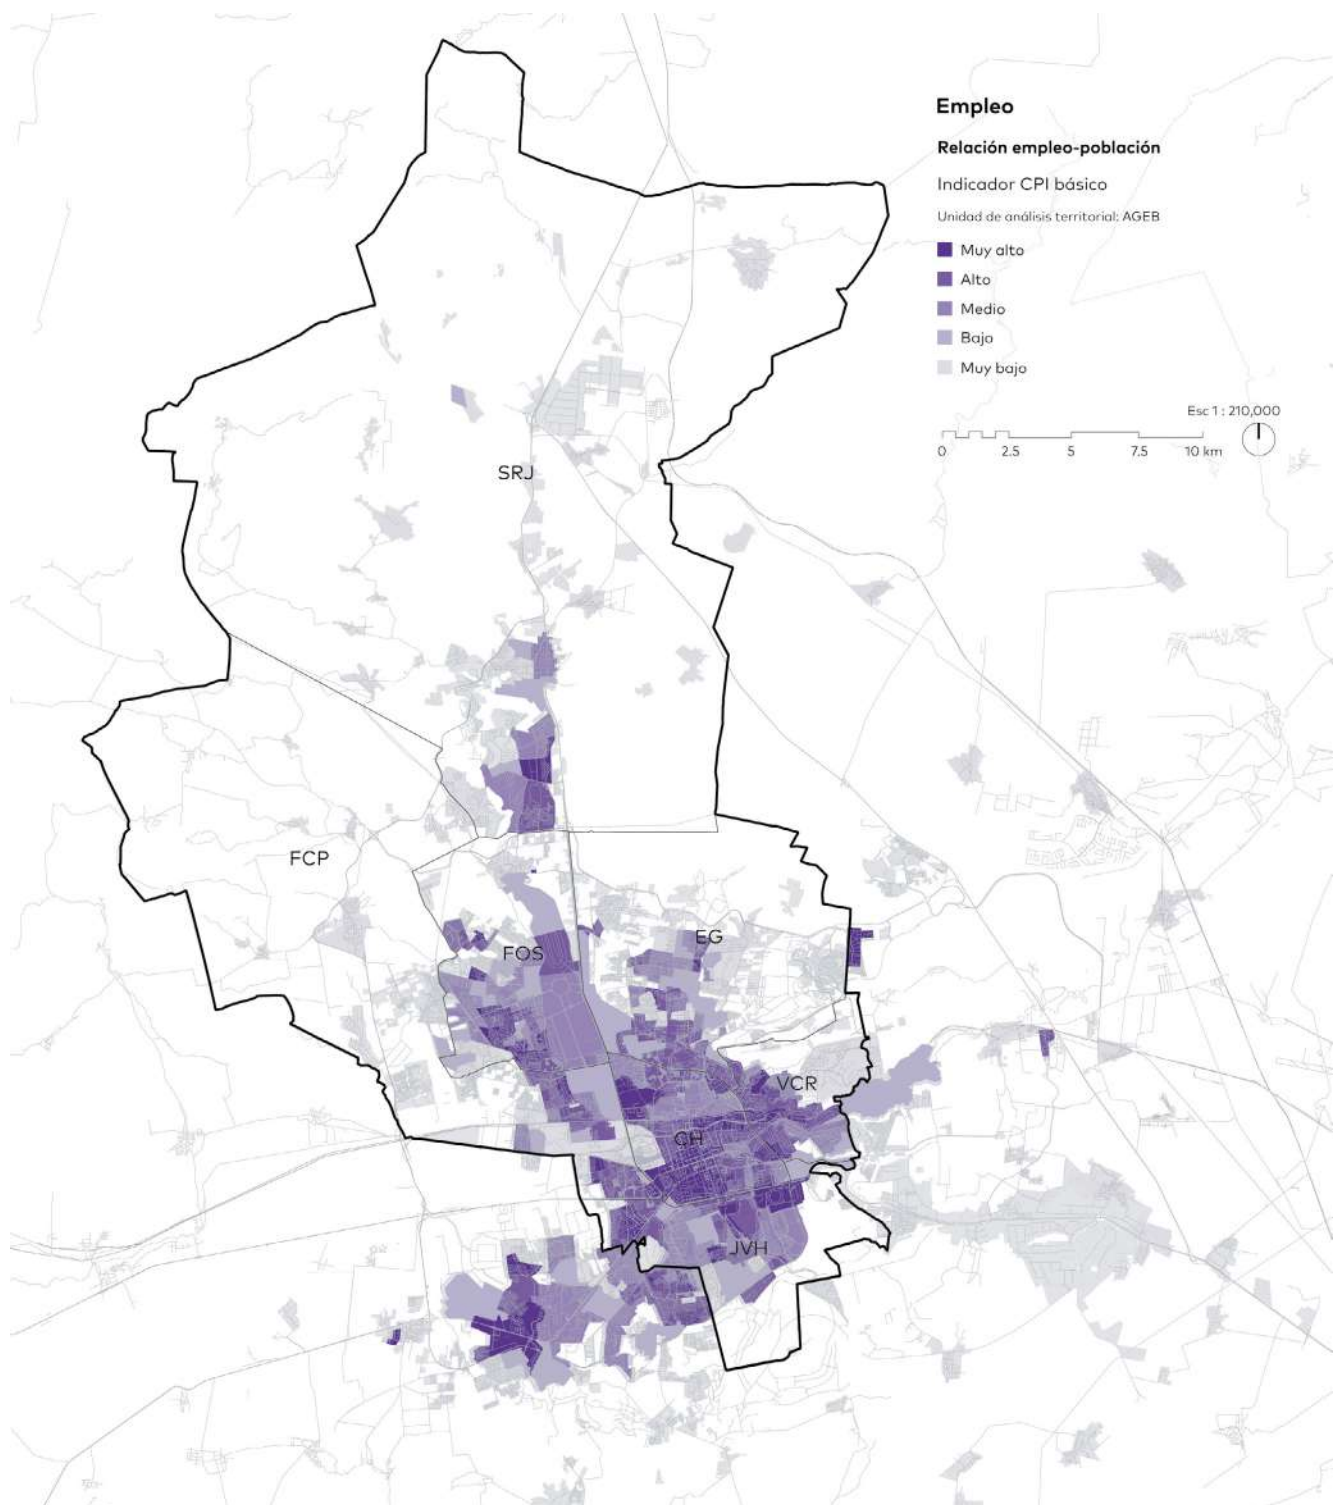 Empleo
Relación empleo-población
Indicador CPI básico
Unidad de análisis territorial: AGEB
Muy alto
Alto
Medio
Bajo
Muy bajo
Esc 1 : 210,000
0 2.5 5 7.5 10 km
SRJ
FCP
EG
FOS
VCR
CH
JVH